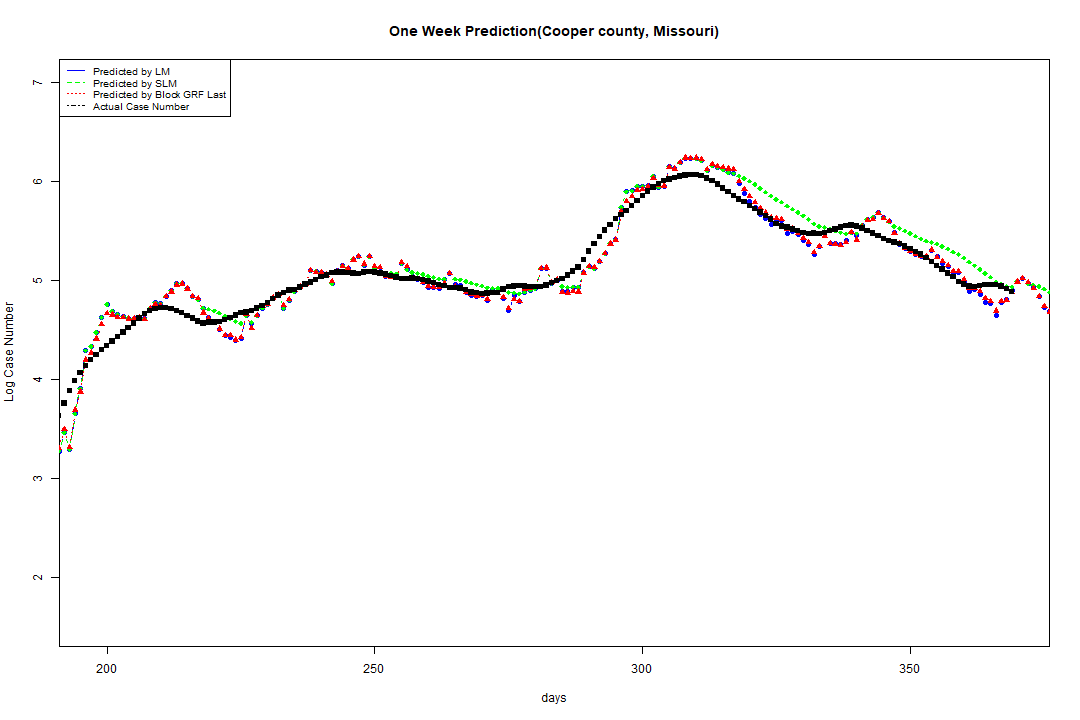 One Week Prediction(Cooper county, Missouri)
Predicted by LM
Predicted by SLM
Predicted by Block GRF Last
Actual Case Number
7
6
5
4
3
2
Log Case Number
200 250 300 350
days